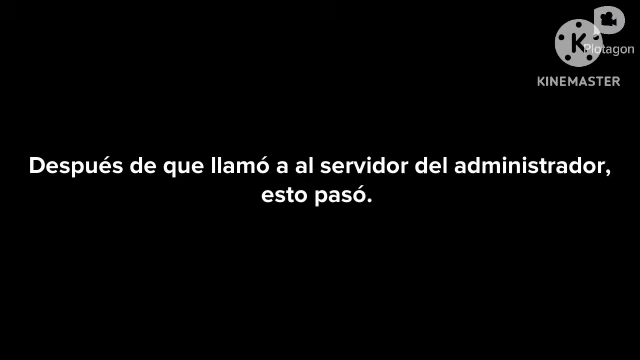 Plotagon
KINEMASTER
Después de que llamó a al servidor del administrador,
esto pasó.